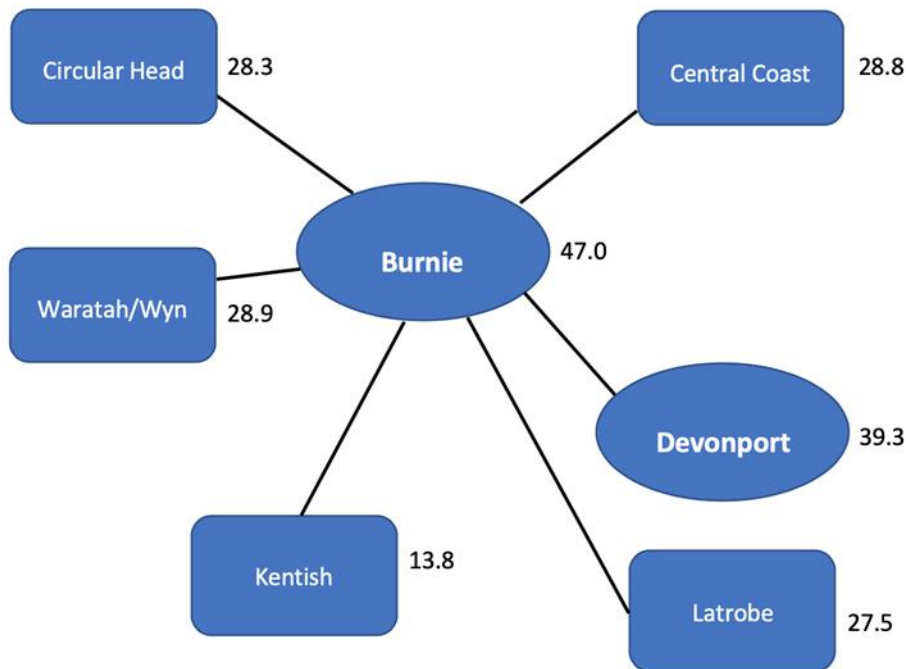 Circular Head
28.3
Central Coast
28.8
Burnie
47.0
Waratah/Wyn
28.9
Devonport
39.3
Kentish
13.8
Latrobe
27.5